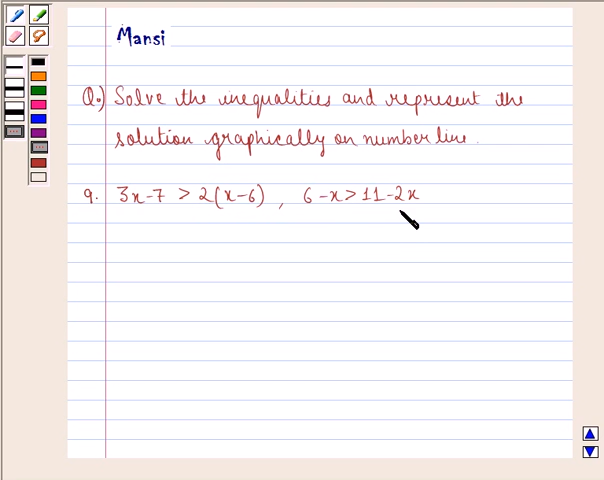 Mansi
Q.) Solve the inequalities and represent the
solution graphically on number line.
9. 3x-7 > 2(x-6) , 6-x > 11-2x